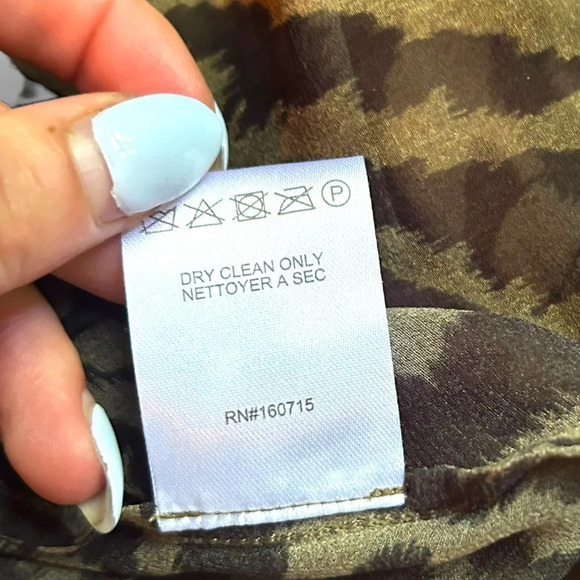 P
DRY CLEAN ONLY
NETTOYER A SEC
RN#160715